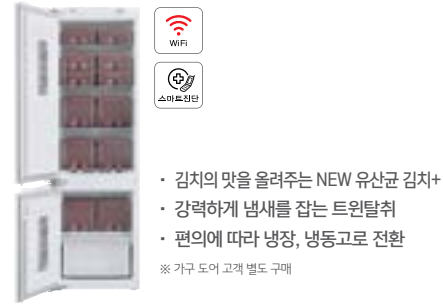 WiFi
스마트진단
· 김치의 맛을 올려주는 NEW 유산균 김치+
· 강력하게 냄새를 잡는 트윈탈취
· 편의에 따라 냉장, 냉동고로 전환
※ 가구 도어 고객 별도 구매